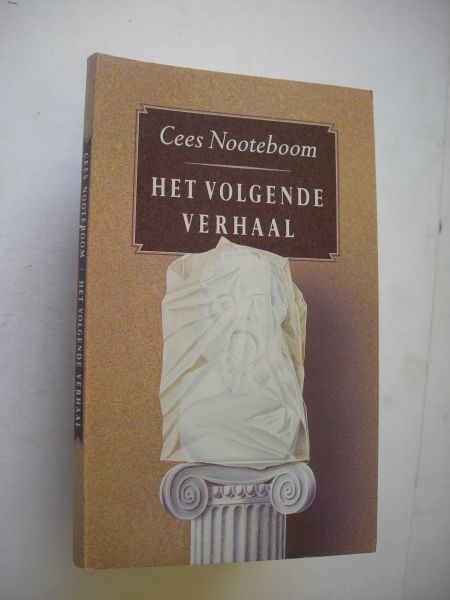 Cees Nooteboom
HET VOLGENDE
VERHAAL
CEES NOOTEBOOM | HET VOLGENDE VERHAAL